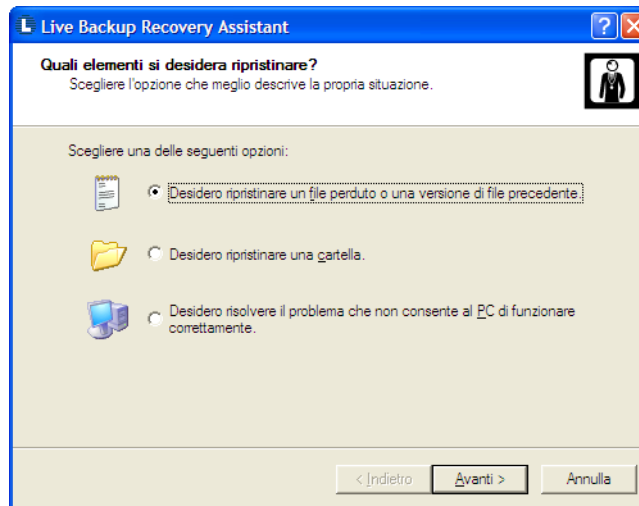 Live Backup Recovery Assistant
Quali elementi si desidera ripristinare?
Scegliere l'opzione che meglio descrive la propria situazione.
Scegliere una delle seguenti opzioni:
Desidero ripristinare un file perduto o una versione di file precedente.
Desidero ripristinare una cartella.
Desidero risolvere il problema che non consente al PC di funzionare
correttamente.
< Indietro
Avanti >
Annulla